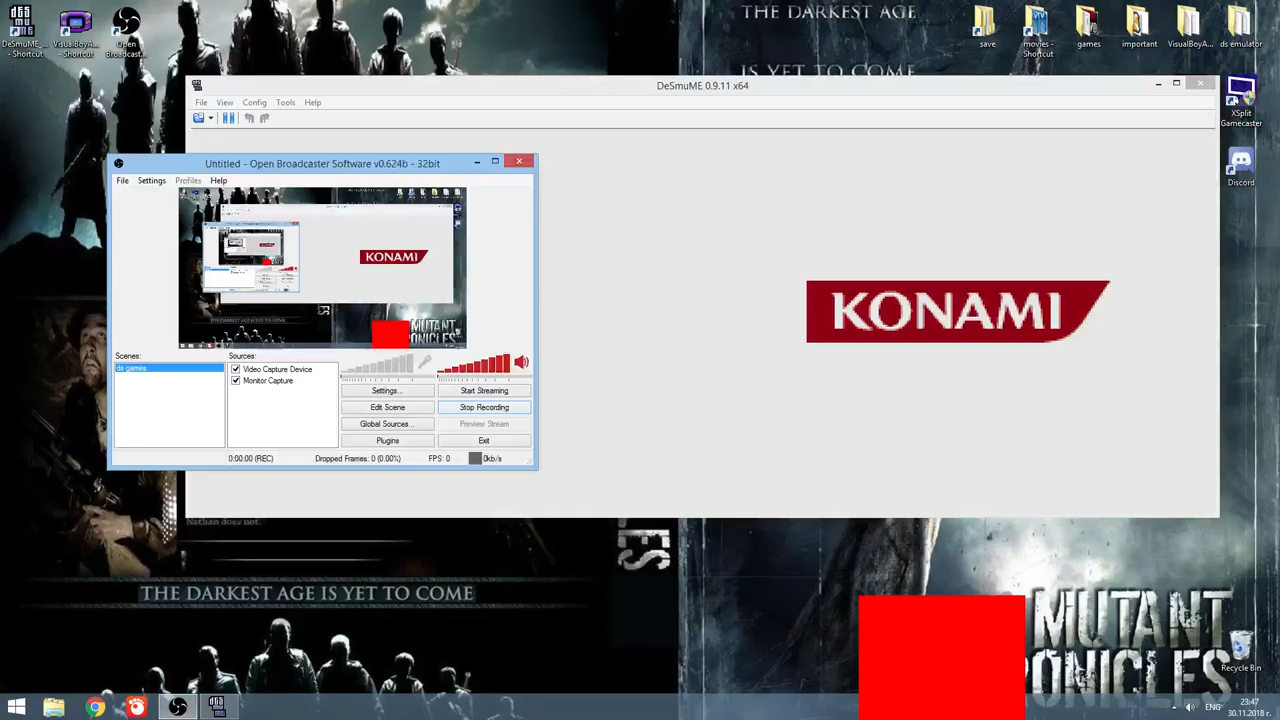 THE DARKEST AGE
IS YET TO COME
DeSmuME_...
- Shortcut
VisualBoyA...
- Shortcut
Open
Broadcast...
save
movies -
Shortcut
games
important
VisualBoyA...
ds emulator
XSplit
Gamecaster
Discord
DeSmuME 0.9.11 x64
File View Config Tools Help
Untitled - Open Broadcaster Software v0.624b - 32bit
File Settings Profiles Help
KONAMI
MUTANT
Scenes:
ds games
Sources:
Video Capture Device
Monitor Capture
Settings...
Start Streaming
Edit Scene
Stop Recording
Global Sources...
Preview Stream
Plugins
Exit
0:00:00 (REC)
Dropped Frames: 0 (0.00%)
FPS: 0
0kb/s
KONAMI
Nathan does not.
THE DARKEST AGE IS YET TO COME
MUTANT
Recycle Bin
ENG
23:47
30.11.2018 г.